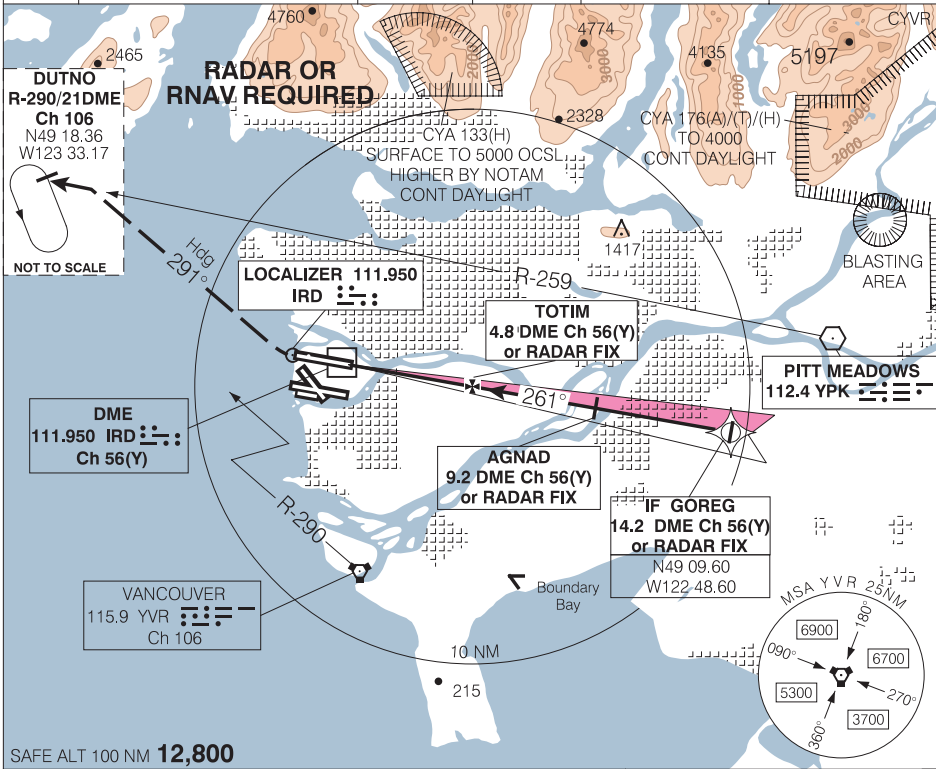 4760
4774
CYVR
2465
4135
5197
2000
3000
1000
3000
2000
2328
DUTNO
R-290/21DME
Ch 106
N49 18.36
W123 33.17
NOT TO SCALE
RADAR OR
RNAV REQUIRED
CYA 133(H)
SURFACE TO 5000 OCSL
HIGHER BY NOTAM
CONT DAYLIGHT
CYA 176(A)/(T)/(H)
TO 4000
CONT DAYLIGHT
1417
BLASTING
AREA
Hdg
291°
R-259
LOCALIZER 111.950
IRD
TOTIM
4.8 DME Ch 56(Y)
or RADAR FIX
PITT MEADOWS
112.4 YPK
261°
DME
111.950 IRD
Ch 56(Y)
AGNAD
9.2 DME Ch 56(Y)
or RADAR FIX
IF GOREG
14.2 DME Ch 56(Y)
or RADAR FIX
N49 09.60
W122 48.60
R-290
VANCOUVER
115.9 YVR
Ch 106
Boundary
Bay
10 NM
215
MSA YVR 25NM
180°
6900
090°
6700
5300
270°
3700
360°
SAFE ALT 100 NM 12,800